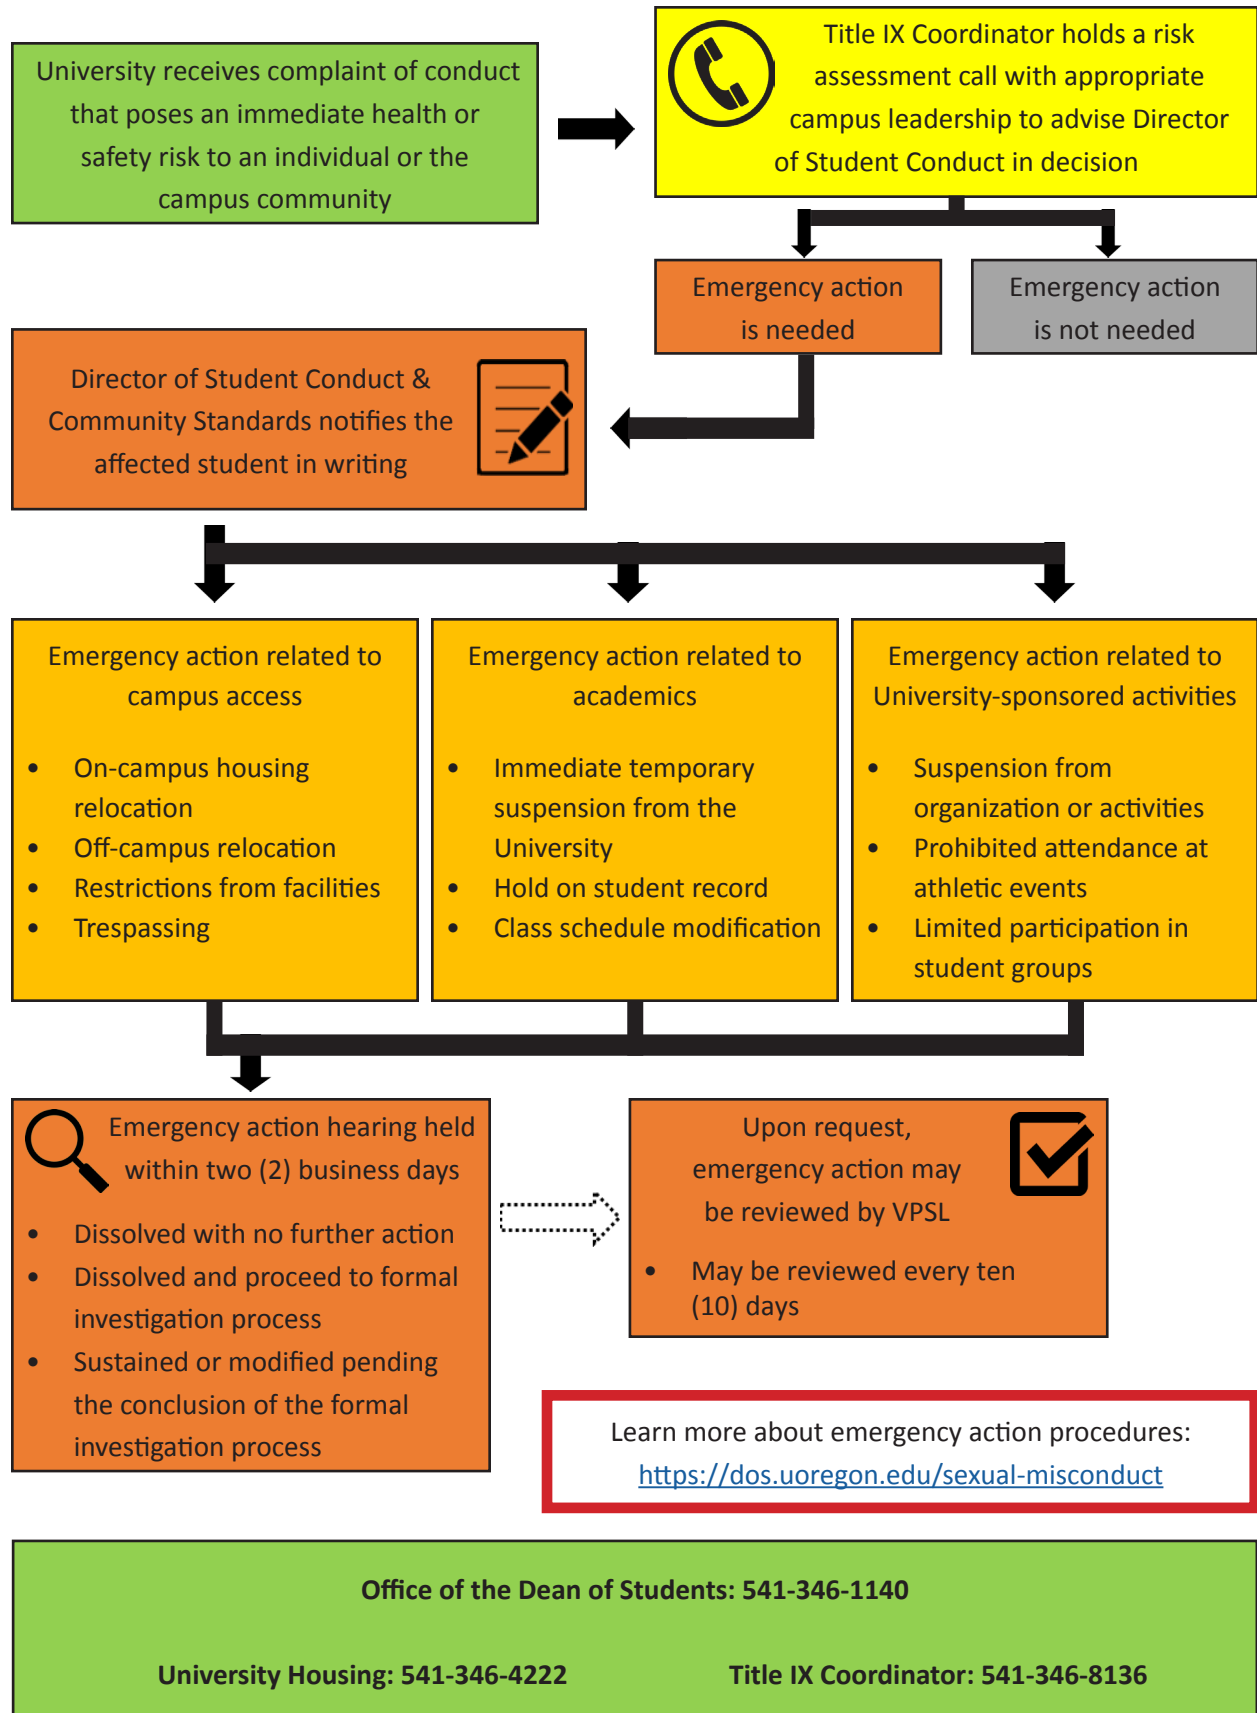 University receives complaint of conduct
that poses an immediate health or
safety risk to an individual or the
campus community
Title IX Coordinator holds a risk
assessment call with appropriate
campus leadership to advise Director
of Student Conduct in decision
Emergency action
is needed
Emergency action
is not needed
Director of Student Conduct &
Community Standards notifies the
affected student in writing
Emergency action related to
campus access
• On-campus housing
relocation
• Off-campus relocation
• Restrictions from facilities
• Trespassing
Emergency action related to
academics
• Immediate temporary
suspension from the
University
• Hold on student record
• Class schedule modification
Emergency action related to
University-sponsored activities
• Suspension from
organization or activities
• Prohibited attendance at
athletic events
• Limited participation in
student groups
Emergency action hearing held
within two (2) business days
• Dissolved with no further action
• Dissolved and proceed to formal
investigation process
• Sustained or modified pending
the conclusion of the formal
investigation process
Upon request,
emergency action may
be reviewed by VPSL
• May be reviewed every ten
(10) days
Learn more about emergency action procedures:
https://dos.uoregon.edu/sexual-misconduct
Office of the Dean of Students: 541-346-1140
University Housing: 541-346-4222
Title IX Coordinator: 541-346-8136